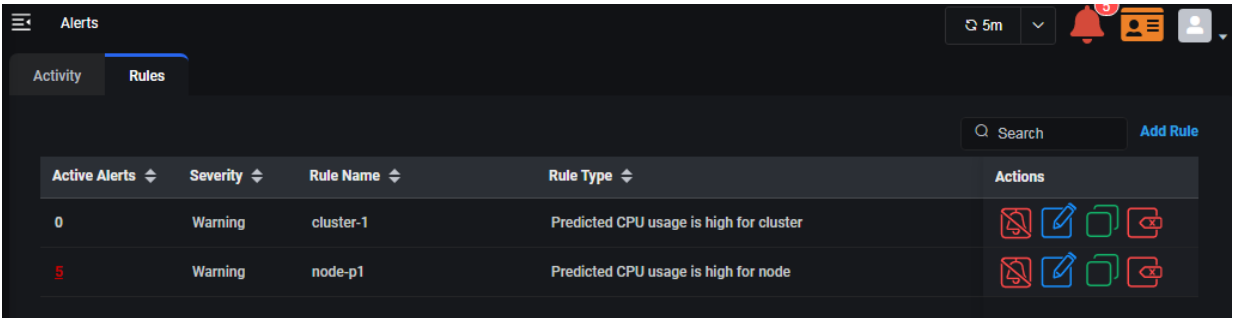 Alerts
5m
5
Activity
Rules
Search
Add Rule
Active Alerts Severity Rule Name Rule Type Actions
0 Warning cluster-1 Predicted CPU usage is high for cluster
5 Warning node-p1 Predicted CPU usage is high for node